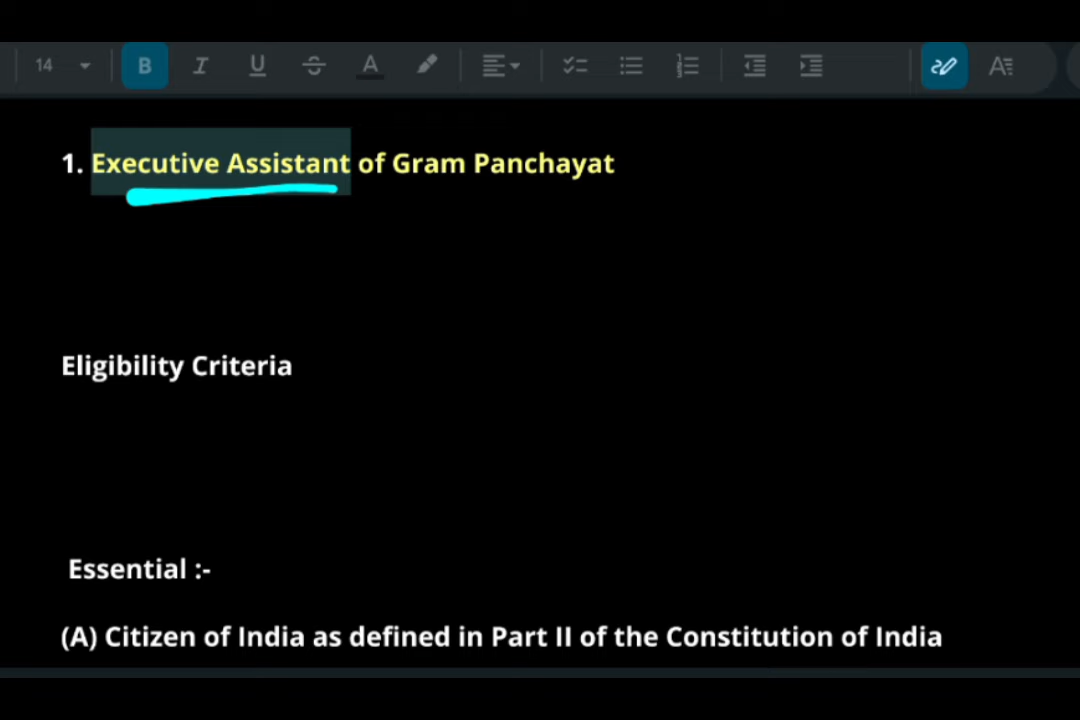 14 B I U S A
1. Executive Assistant of Gram Panchayat
Eligibility Criteria
Essential :-
(A) Citizen of India as defined in Part II of the Constitution of India